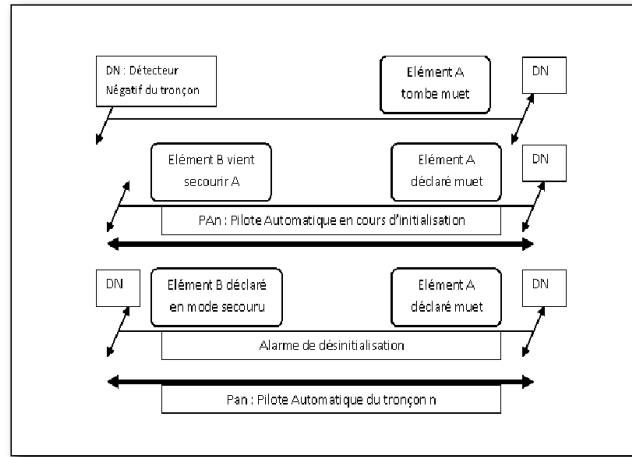 DN : Détecteur
Négatif du tronçon
Elément A
tombe muet
DN
Elément B vient
secourir A
Elément A
déclaré muet
DN
PAn : Pilote Automatique en cours d'initialisation
DN
Elément B déclaré
en mode secouru
Elément A
déclaré muet
DN
Alarme de désinitialisation
Pan : Pilote Automatique du tronçon n